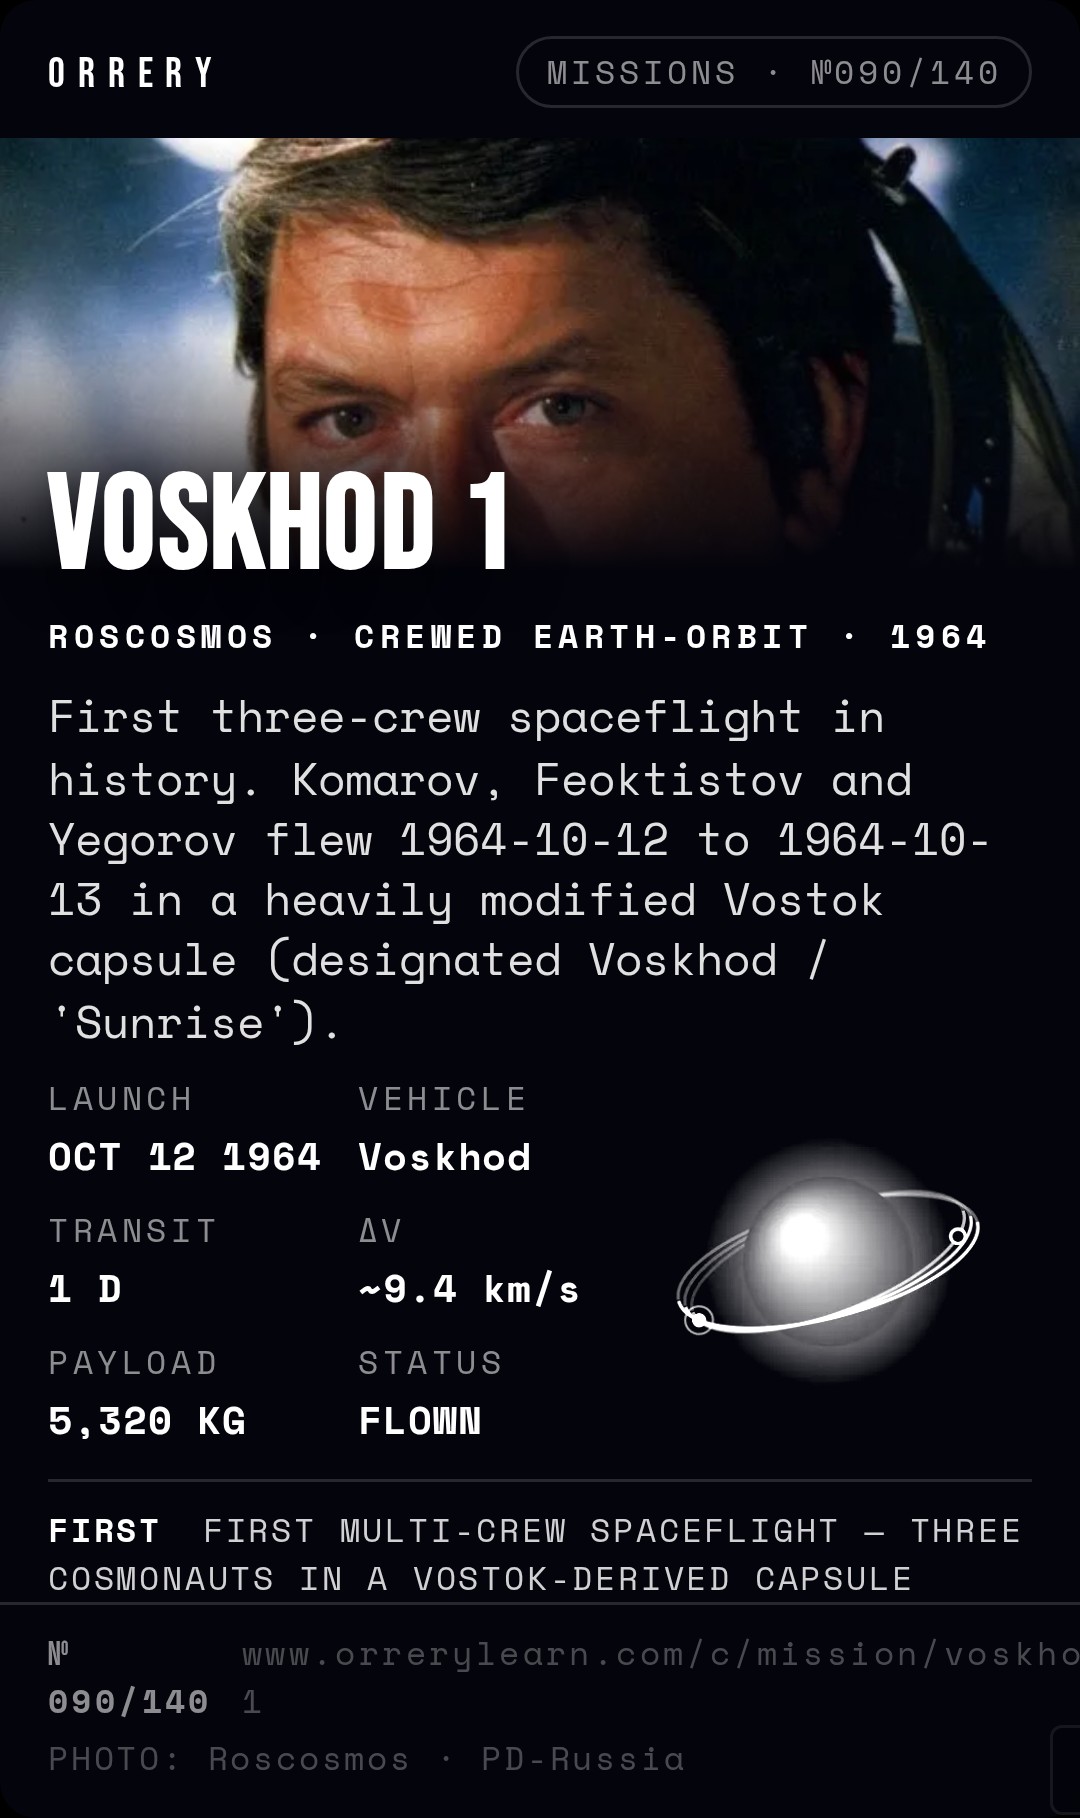 ORRERY
MISSIONS · №090/140
VOSKHOD 1
ROSCOSMOS · CREWED EARTH-ORBIT · 1964
First three-crew spaceflight in
history. Komarov, Feoktistov and
Yegorov flew 1964-10-12 to 1964-10-
13 in a heavily modified Vostok
capsule (designated Voskhod /
'Sunrise').
LAUNCH VEHICLE
OCT 12 1964 Voskhod
TRANSIT ΔV
1 D ~9.4 km/s
PAYLOAD STATUS
5,320 KG FLOWN
FIRST FIRST MULTI-CREW SPACEFLIGHT — THREE
COSMONAUTS IN A VOSTOK-DERIVED CAPSULE
№ www.orrerylearn.com/c/mission/voskho
090/140 1
PHOTO: Roscosmos · PD-Russia